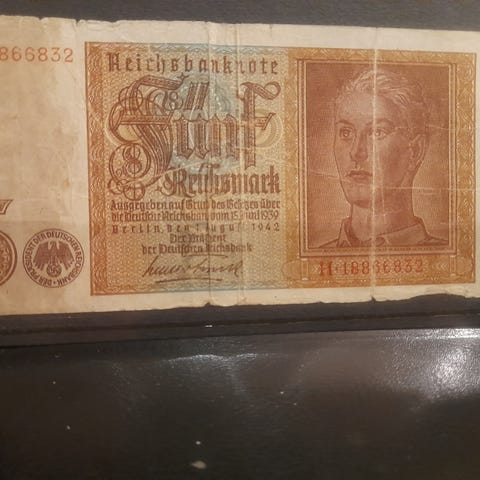 866832
Reichsbanknote
Fünf
Reichsmark
Ausgegeben auf Grund des Gesetzes über
die Deutsche Reichsbank vom 15. Juni 1939
Berlin, den 1. August 1942
Der Präsident
der Deutschen Reichsbank
18866832